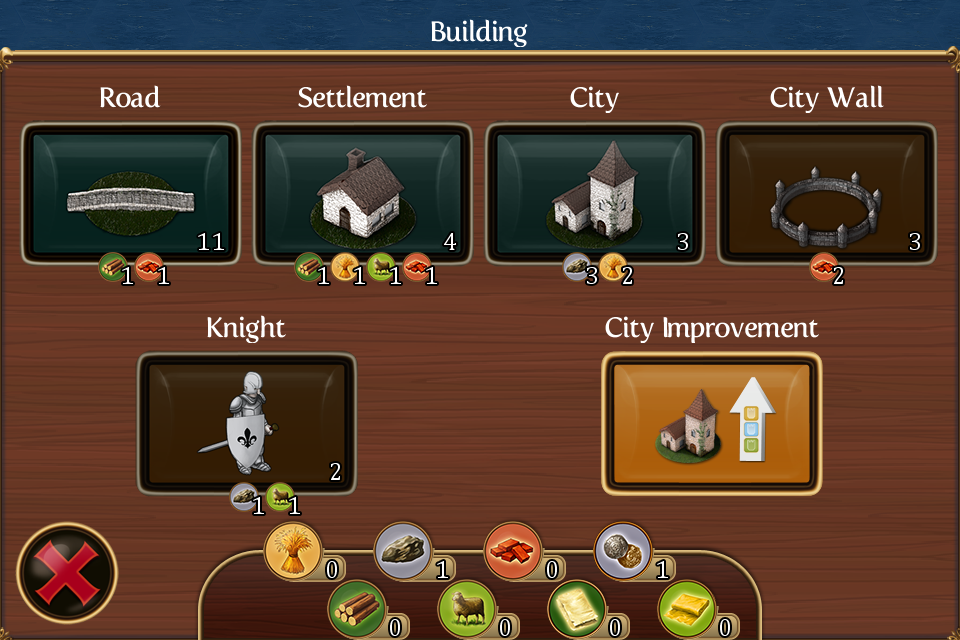 Building
Road Settlement City City Wall
11 4 3 3
1 1 1 1 1 1 3 2 2
Knight City Improvement
2
1 1
0 1 0 1
0 0 0 0